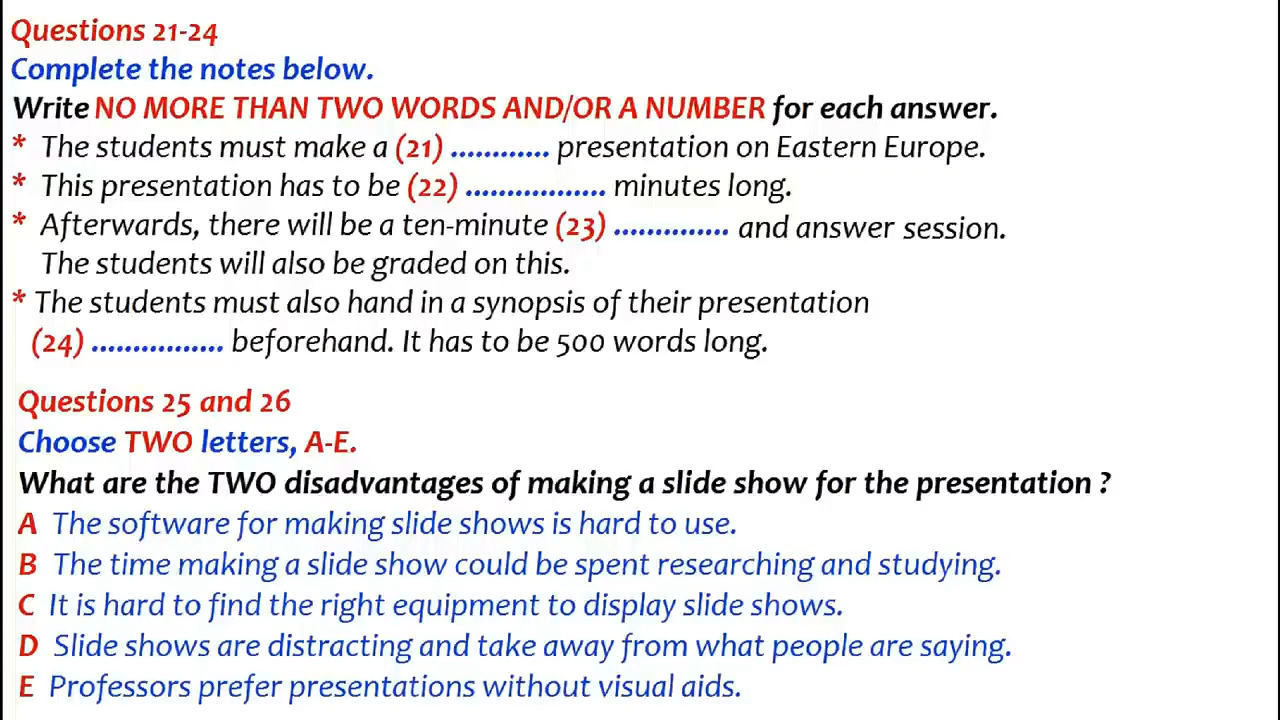 Questions 21-24
Complete the notes below.
Write NO MORE THAN TWO WORDS AND/OR A NUMBER for each answer.
* The students must make a (21) ............ presentation on Eastern Europe.
* This presentation has to be (22) ................. minutes long.
* Afterwards, there will be a ten-minute (23) .............. and answer session.
The students will also be graded on this.
* The students must also hand in a synopsis of their presentation
(24) ................ beforehand. It has to be 500 words long.
Questions 25 and 26
Choose TWO letters, A-E.
What are the TWO disadvantages of making a slide show for the presentation ?
A The software for making slide shows is hard to use.
B The time making a slide show could be spent researching and studying.
C It is hard to find the right equipment to display slide shows.
D Slide shows are distracting and take away from what people are saying.
E Professors prefer presentations without visual aids.